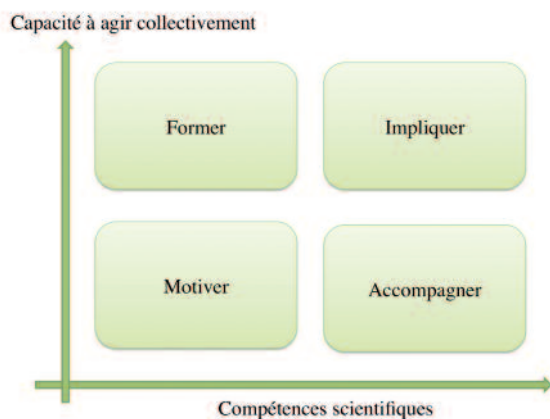 Capacité à agir collectivement
Former
Impliquer
Motiver
Accompagner
Compétences scientifiques